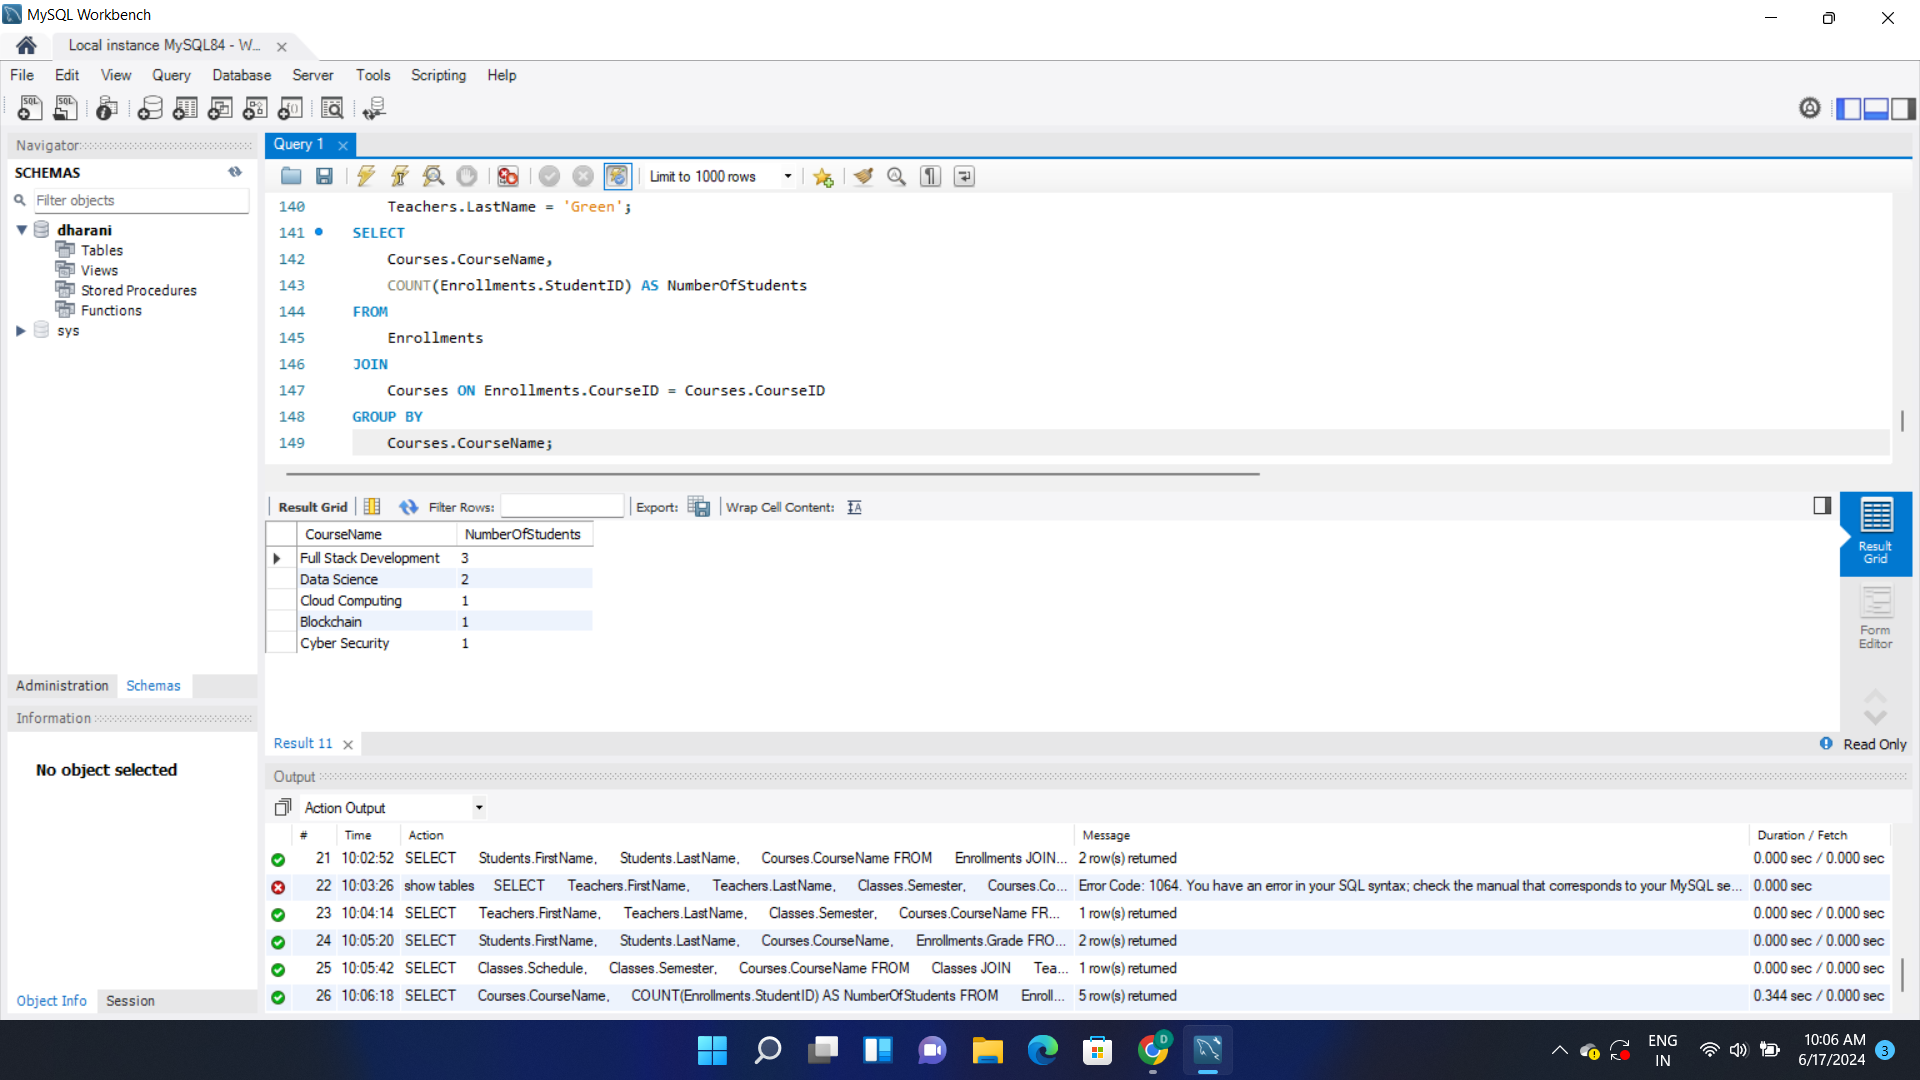 MySQL Workbench
Local instance MySQL84 - W...
File Edit View Query Database Server Tools Scripting Help
Navigator
SCHEMAS
Filter objects
dharani
Tables
Views
Stored Procedures
Functions
sys
Administration Schemas
Information
No object selected
Object Info Session
Query 1
Limit to 1000 rows
140 Teachers.LastName = 'Green';
141 SELECT
142 Courses.CourseName,
143 COUNT(Enrollments.StudentID) AS NumberOfStudents
144 FROM
145 Enrollments
146 JOIN
147 Courses ON Enrollments.CourseID = Courses.CourseID
148 GROUP BY
149 Courses.CourseName;
Result Grid Filter Rows: Export: Wrap Cell Content:
CourseName NumberOfStudents
Full Stack Development 3
Data Science 2
Cloud Computing 1
Blockchain 1
Cyber Security 1
Result Grid
Form Editor
Result 11
Read Only
Output
Action Output
# Time Action Message Duration / Fetch
21 10:02:52 SELECT Students.FirstName, Students.LastName, Courses.CourseName FROM Enrollments JOIN... 2 row(s) returned 0.000 sec / 0.000 sec
22 10:03:26 show tables SELECT Teachers.FirstName, Teachers.LastName, Classes.Semester, Courses.Co... Error Code: 1064. You have an error in your SQL syntax; check the manual that corresponds to your MySQL se... 0.000 sec
23 10:04:14 SELECT Teachers.FirstName, Teachers.LastName, Classes.Semester, Courses.CourseName FR... 1 row(s) returned 0.000 sec / 0.000 sec
24 10:05:20 SELECT Students.FirstName, Students.LastName, Courses.CourseName, Enrollments.Grade FRO... 2 row(s) returned 0.000 sec / 0.000 sec
25 10:05:42 SELECT Classes.Schedule, Classes.Semester, Courses.CourseName FROM Classes JOIN Tea... 1 row(s) returned 0.000 sec / 0.000 sec
26 10:06:18 SELECT Courses.CourseName, COUNT(Enrollments.StudentID) AS NumberOfStudents FROM Enroll... 5 row(s) returned 0.344 sec / 0.000 sec
D
ENG
IN
10:06 AM
6/17/2024
3